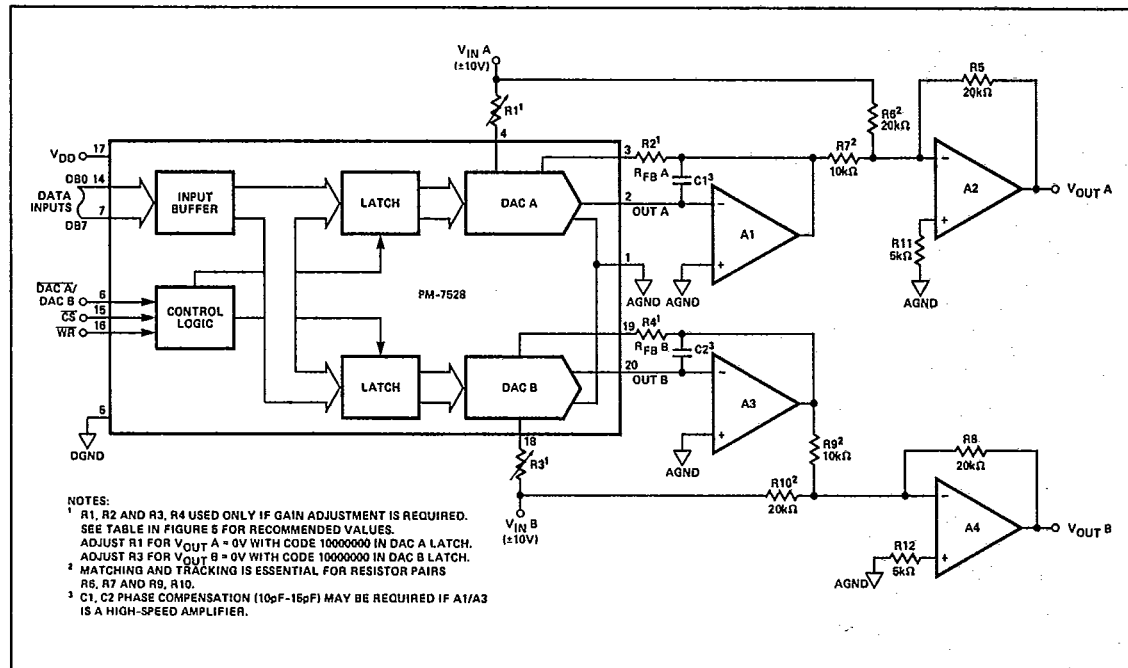 VIN A
(±10V)
R1¹
4
R5
20kΩ
R6²
20kΩ
VDD
17
DB0
14
DATA
INPUTS
7
DB7
INPUT
BUFFER
LATCH
DAC A
3
R2¹
RFB A
C1³
2
OUT A
A1
R7²
10kΩ
A2
VOUT A
R11
5kΩ
AGND
1
AGND
AGND
PM-7528
DAC A/
DAC B
6
CS
15
WR
16
CONTROL
LOGIC
19
R4¹
RFB B
C2³
20
OUT B
A3
LATCH
DAC B
AGND
5
DGND
18
R3¹
R9²
10kΩ
R8
20kΩ
R10²
20kΩ
VIN B
(±10V)
A4
VOUT B
AGND
R12
5kΩ
NOTES:
¹ R1, R2 AND R3, R4 USED ONLY IF GAIN ADJUSTMENT IS REQUIRED.
SEE TABLE IN FIGURE 5 FOR RECOMMENDED VALUES.
ADJUST R1 FOR VOUT A = 0V WITH CODE 10000000 IN DAC A LATCH.
ADJUST R3 FOR VOUT B = 0V WITH CODE 10000000 IN DAC B LATCH.
² MATCHING AND TRACKING IS ESSENTIAL FOR RESISTOR PAIRS
R6, R7 AND R9, R10.
³ C1, C2 PHASE COMPENSATION (10pF-15pF) MAY BE REQUIRED IF A1/A3
IS A HIGH-SPEED AMPLIFIER.